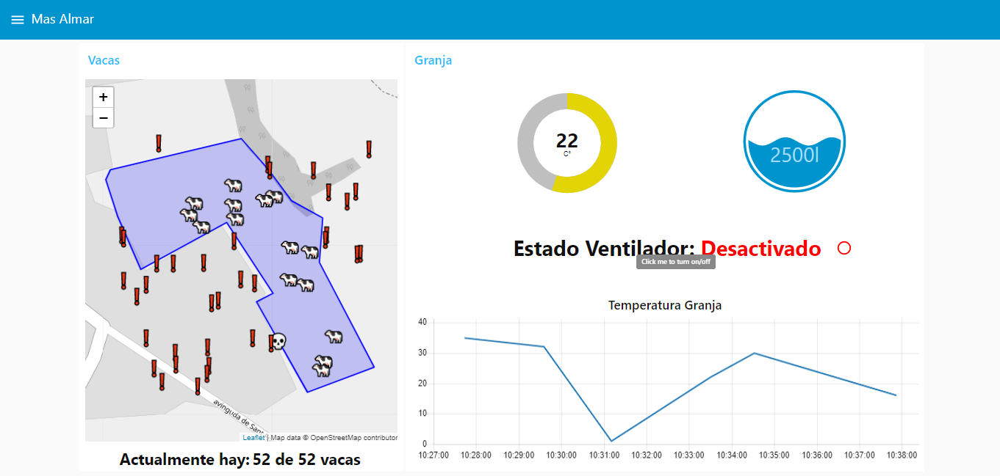 Mas Almar
Vacas
+
−
avinguda de Sant
Leaflet | Map data © OpenStreetMap contributor
Actualmente hay: 52 de 52 vacas
Granja
22
C°
2500l
Estado Ventilador: Desactivado
Click me to turn on/off
Temperatura Granja
40
30
20
10
0
10:27:00 10:28:00 10:29:00 10:30:00 10:31:00 10:32:00 10:33:00 10:34:00 10:35:00 10:36:00 10:37:00 10:38:00